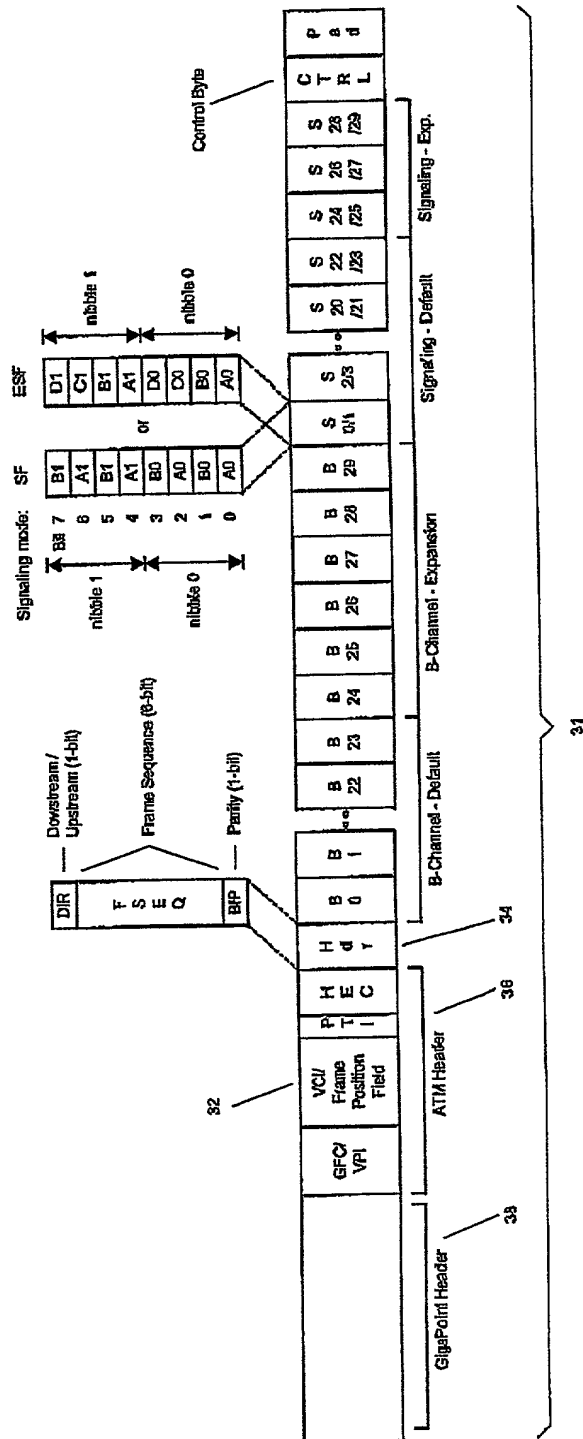 Signaling mode: SF ESF
Bit 7 B1 D1
6 A1 C1
5 B1 or B1
4 A1 A1
3 B0 D0
2 A0 C0
1 B0 B0
0 A0 A0
nibble 1
nibble 0
nibble 1
nibble 0
DIR
FSEQ
BIP
Dowstream/
Upstream (1-bit)
Frame Sequence (6-bit)
Parity (1-bit)
Control Byte
32
GFC/
VPI
VCI/
Frame
Position
Field
PTI
HEC
Hdr
B 0
B 1
B 22
B 23
B 24
B 25
B 26
B 27
B 28
B 29
S 0/1
S 2/3
S 20 /21
S 22 /23
S 24 /25
S 26 /27
S 28 /29
CTRL
Pad
GigaPoint Header
38
ATM Header
36
34
B-Channel - Default
B-Channel - Expansion
Signaling - Default
Signaling - Exp.
31